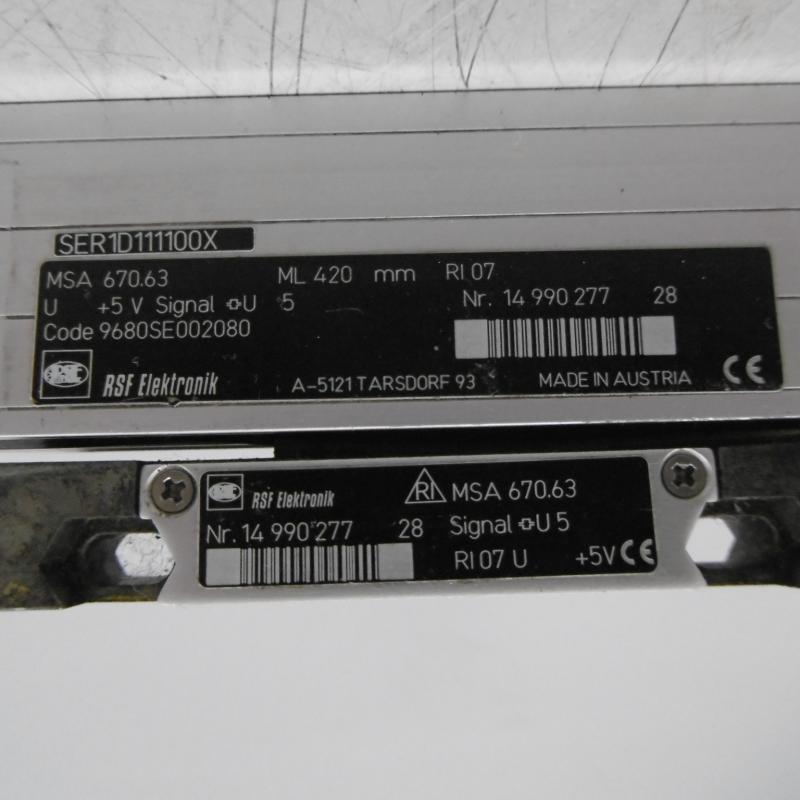 SER1D111100X
MSA 670.63 ML 420 mm RI 07
U +5 V Signal ⎍U 5 Nr. 14 990 277 28
Code 9680SE002080
RSF RSF Elektronik A-5121 TARSDORF 93 MADE IN AUSTRIA CE
RSF Elektronik RI MSA 670.63
Nr. 14 990 277 28 Signal ⎍U 5
RI 07 U +5V CE